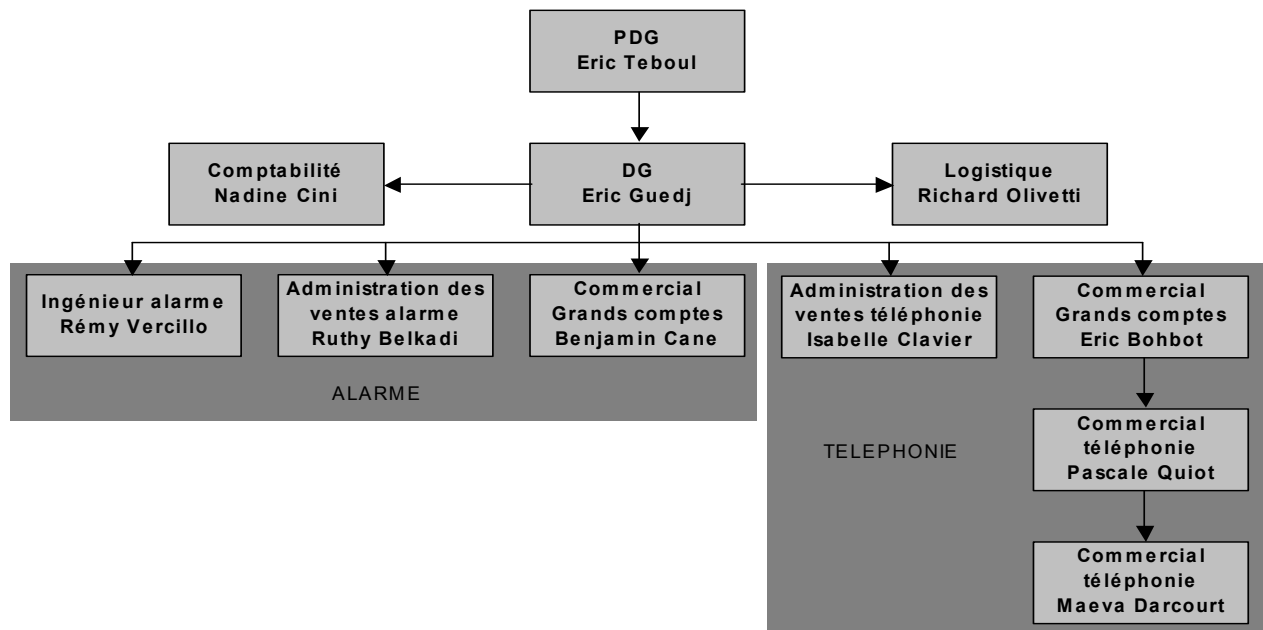 PDG
Eric Teboul
Comptabilité
Nadine Cini
DG
Eric Guedj
Logistique
Richard Olivetti
Ingénieur alarme
Rémy Vercillo
Administration des
ventes alarme
Ruthy Belkadi
Commercial
Grands comptes
Benjamin Cane
ALARME
Administration des
ventes téléphonie
Isabelle Clavier
Commercial
Grands comptes
Eric Bohbot
TELEPHONIE
Commercial
téléphonie
Pascale Quiot
Commercial
téléphonie
Maeva Darcourt